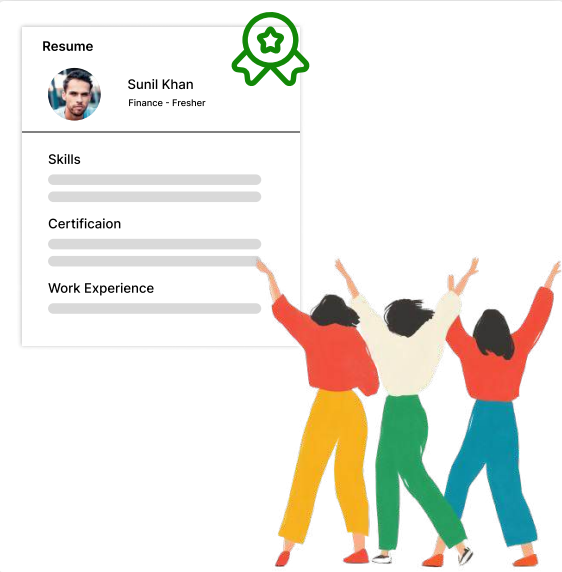 Resume
Sunil Khan
Finance - Fresher
Skills
Certificaion
Work Experience